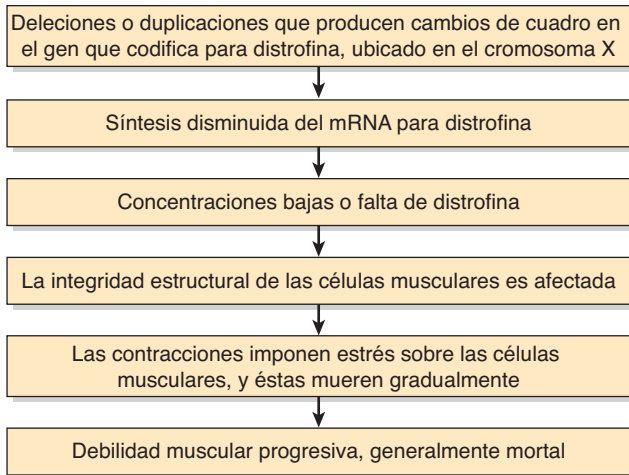 Deleciones o duplicaciones que producen cambios de cuadro en
el gen que codifica para distrofina, ubicado en el cromosoma X
Síntesis disminuida del mRNA para distrofina
Concentraciones bajas o falta de distrofina
La integridad estructural de las células musculares es afectada
Las contracciones imponen estrés sobre las células
musculares, y éstas mueren gradualmente
Debilidad muscular progresiva, generalmente mortal